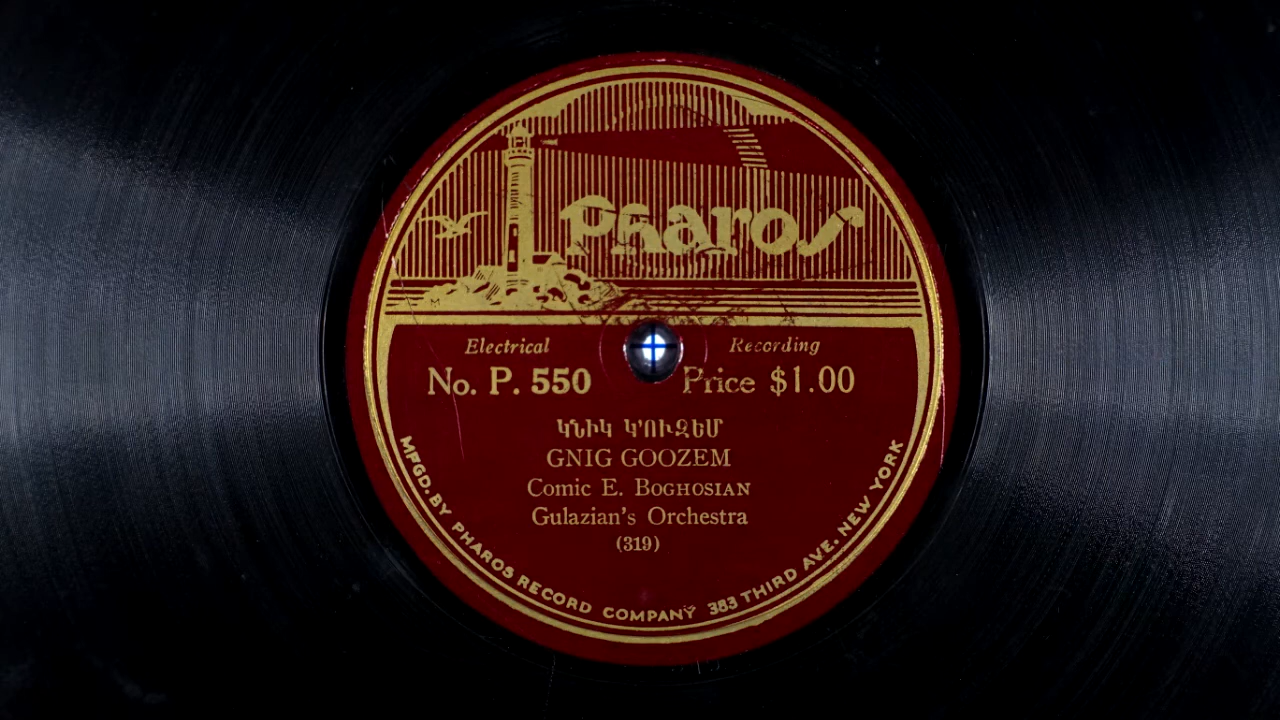 Pharos
Electrical Recording
No. P. 550 Price $1.00
ԿՆԻԿ Կ'ՈՒԶԵՄ
GNIG GOOZEM
Comic E. BOGHOSIAN
Gulazian's Orchestra
(319)
MFGD. BY PHAROS RECORD COMPANY 383 THIRD AVE. NEW YORK